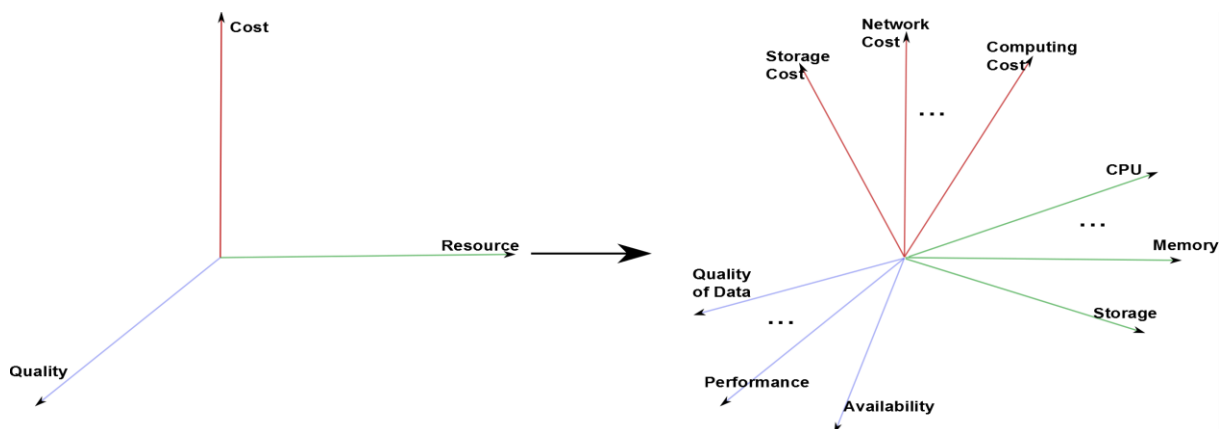 Cost
Resource
Quality
Storage
Cost
Network
Cost
Computing
Cost
...
CPU
...
Memory
Storage
Quality
of Data
...
Performance
Availability